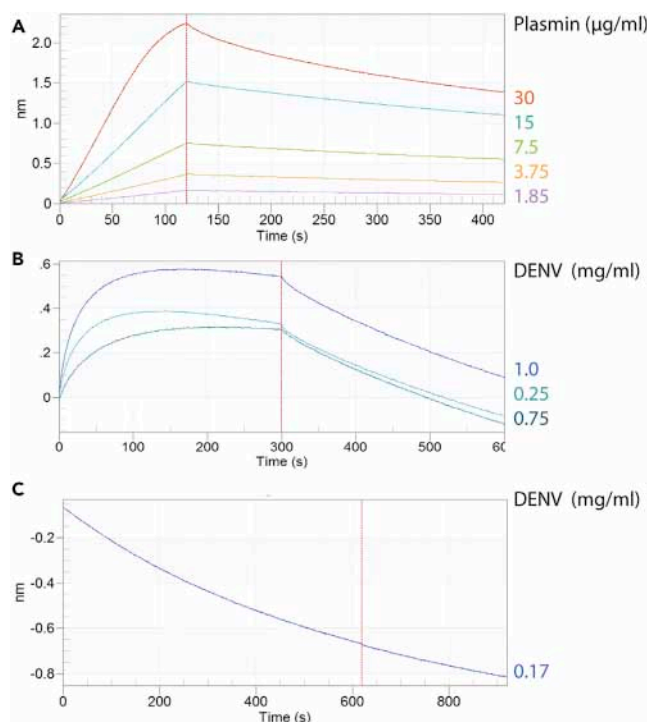 A
Plasmin (µg/ml)
2.0
1.5
1.0
0.5
0
nm
30
15
7.5
3.75
1.85
0 50 100 150 200 250 300 350 400
Time (s)
B
DENV (mg/ml)
.6
.4
.2
0
1.0
0.25
0.75
0 100 200 300 400 500 60
Time (s)
C
DENV (mg/ml)
-0.2
-0.4
-0.6
-0.8
nm
0.17
0 200 400 600 800
Time (s)